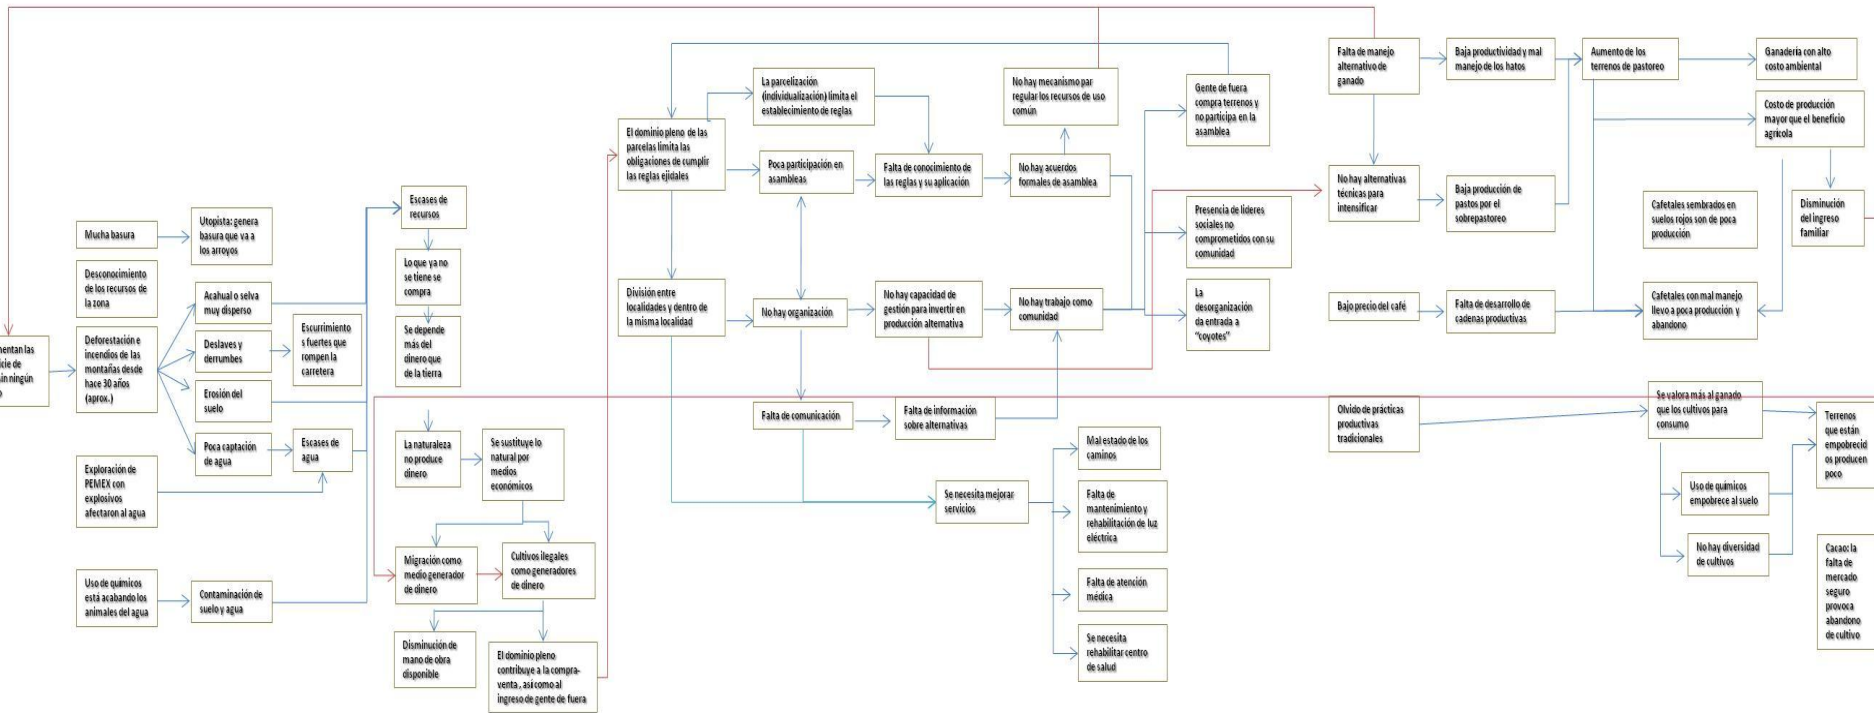 mentan las
icie de
in ningún
o
Mucha basura
Utopista: genera
basura que va a
los arroyos
Desconocimiento
de los recursos de
la zona
Deforestación e
incendios de las
montañas desde
hace 30 años
(aprox.)
Acahual o selva
muy disperso
Deslaves y
derrumbes
Escurrimiento
s fuertes que
rompen la
carretera
Erosión del
suelo
Poca captación
de agua
Escases de
agua
Exploración de
PEMEX con
explosivos
afectaron al agua
Uso de químicos
está acabando los
animales del agua
Contaminación de
suelo y agua
Escases de
recursos
Lo que ya no
se tiene se
compra
Se depende
más del
dinero que
de la tierra
La naturaleza
no produce
dinero
Se sustituye lo
natural por
medios
económicos
Migración como
medio generador
de dinero
Cultivos ilegales
como generadores
de dinero
Disminución de
mano de obra
disponible
El dominio pleno
contribuye a la compra-
venta , así como al
ingreso de gente de fuera
El dominio pleno de las
parcelas limita las
obligaciones de cumplir
las reglas ejidales
La parcelización
(individualización) limita el
establecimiento de reglas
Poca participación en
asambleas
Falta de conocimiento de
las reglas y su aplicación
No hay mecanismo par
regular los recursos de uso
común
No hay acuerdos
formales de asamblea
Gente de fuera
compra terrenos y
no participa en la
asamblea
Presencia de líderes
sociales no
comprometidos con su
comunidad
La
desorganización
da entrada a
“coyotes”
División entre
localidades y dentro de
la misma localidad
No hay organización
No hay capacidad de
gestión para invertir en
producción alternativa
No hay trabajo como
comunidad
Falta de comunicación
Falta de información
sobre alternativas
Se necesita mejorar
servicios
Mal estado de los
caminos
Falta de
mantenimiento y
rehabilitación de luz
eléctrica
Falta de atención
médica
Se necesita
rehabilitar centro
de salud
Falta de manejo
alternativo de
ganado
Baja productividad y mal
manejo de los hatos
Aumento de los
terrenos de pastoreo
Ganadería con alto
costo ambiental
Costo de producción
mayor que el beneficio
agrícola
No hay alternativas
técnicas para
intensificar
Baja producción de
pastos por el
sobrepastoreo
Cafetales sembrados en
suelos rojos son de poca
producción
Disminución
del ingreso
familiar
Bajo precio del café
Falta de desarrollo de
cadenas productivas
Cafetales con mal manejo
llevo a poca producción y
abandono
Olvido de prácticas
productivas
tradicionales
Se valora más al ganado
que los cultivos para
consumo
Terrenos
que están
empobrecid
os producen
poco
Uso de químicos
empobrece al suelo
No hay diversidad
de cultivos
Cacao: la
falta de
mercado
seguro
provoca
abandono
de cultivo